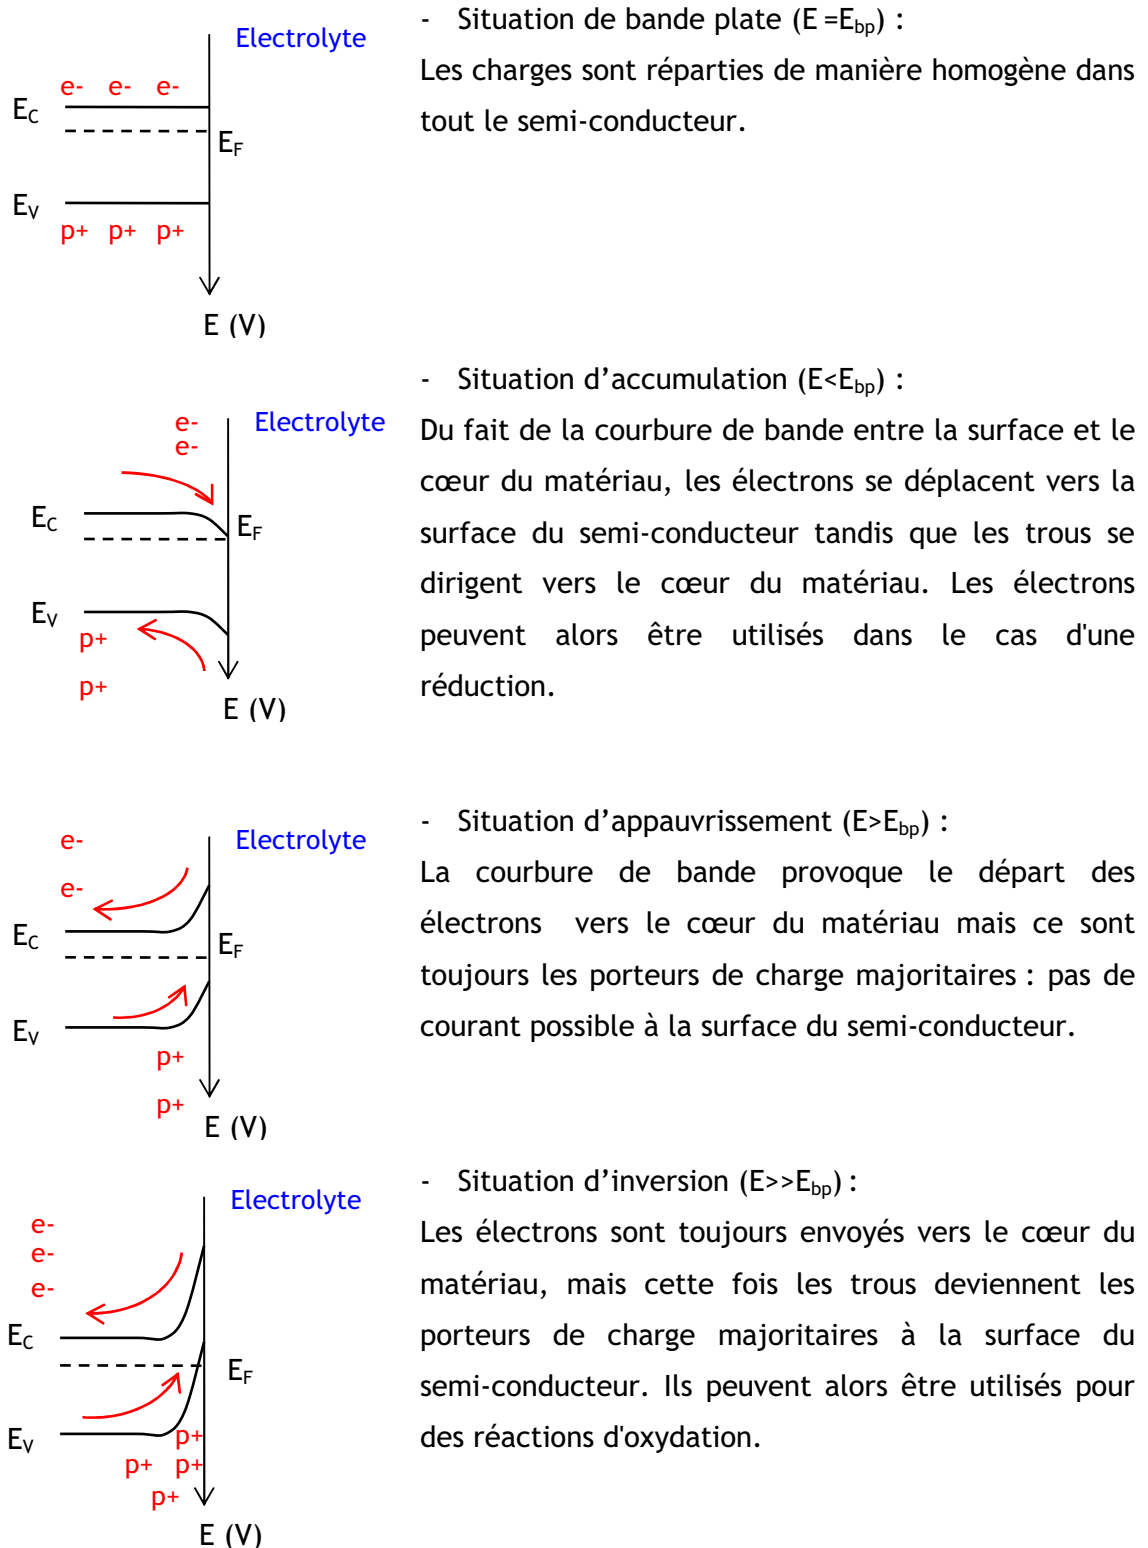 - Situation de bande plate (E =Ebp) :
Les charges sont réparties de manière homogène dans
tout le semi-conducteur.
Electrolyte
e- e- e-
EC
EF
EV
p+ p+ p+
E (V)
- Situation d’accumulation (E<Ebp) :
Du fait de la courbure de bande entre la surface et le
cœur du matériau, les électrons se déplacent vers la
surface du semi-conducteur tandis que les trous se
dirigent vers le cœur du matériau. Les électrons
peuvent alors être utilisés dans le cas d'une
réduction.
e-
Electrolyte
e-
EC
EF
EV
p+
p+
E (V)
- Situation d’appauvrissement (E>Ebp) :
La courbure de bande provoque le départ des
électrons vers le cœur du matériau mais ce sont
toujours les porteurs de charge majoritaires : pas de
courant possible à la surface du semi-conducteur.
e-
Electrolyte
e-
EC
EF
EV
p+
p+
E (V)
- Situation d’inversion (E>>Ebp) :
Les électrons sont toujours envoyés vers le cœur du
matériau, mais cette fois les trous deviennent les
porteurs de charge majoritaires à la surface du
semi-conducteur. Ils peuvent alors être utilisés pour
des réactions d'oxydation.
Electrolyte
e-
e-
e-
EC
EF
EV
p+
p+ p+
p+
E (V)